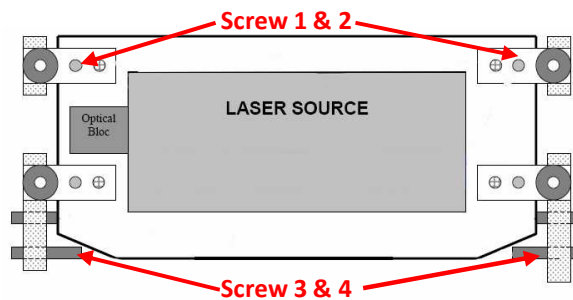 Screw 1 & 2
LASER SOURCE
Optical
Bloc
Screw 3 & 4